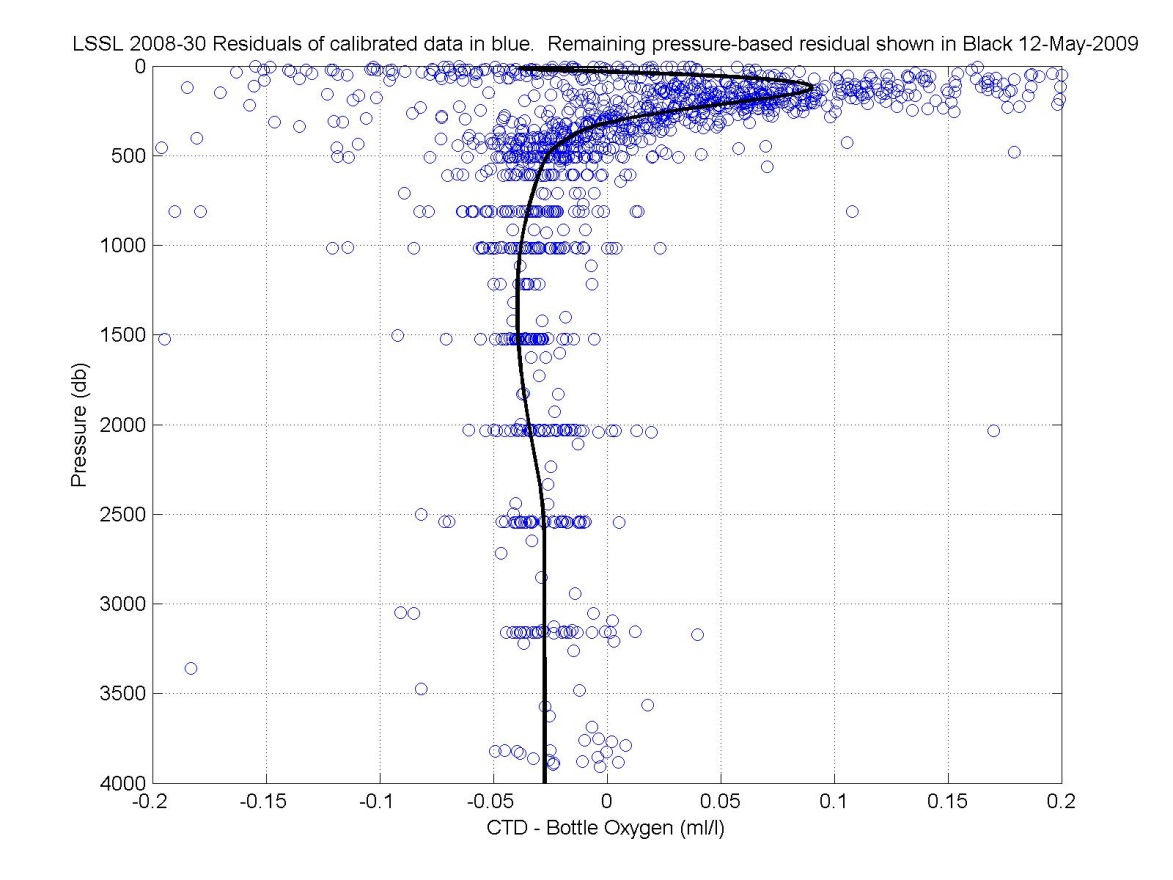 LSSL 2008-30 Residuals of calibrated data in blue.  Remaining pressure-based residual shown in Black 12-May-2009
0
500
1000
1500
2000
2500
3000
3500
4000
Pressure (db)
-0.2 -0.15 -0.1 -0.05 0 0.05 0.1 0.15 0.2
CTD - Bottle Oxygen (ml/l)